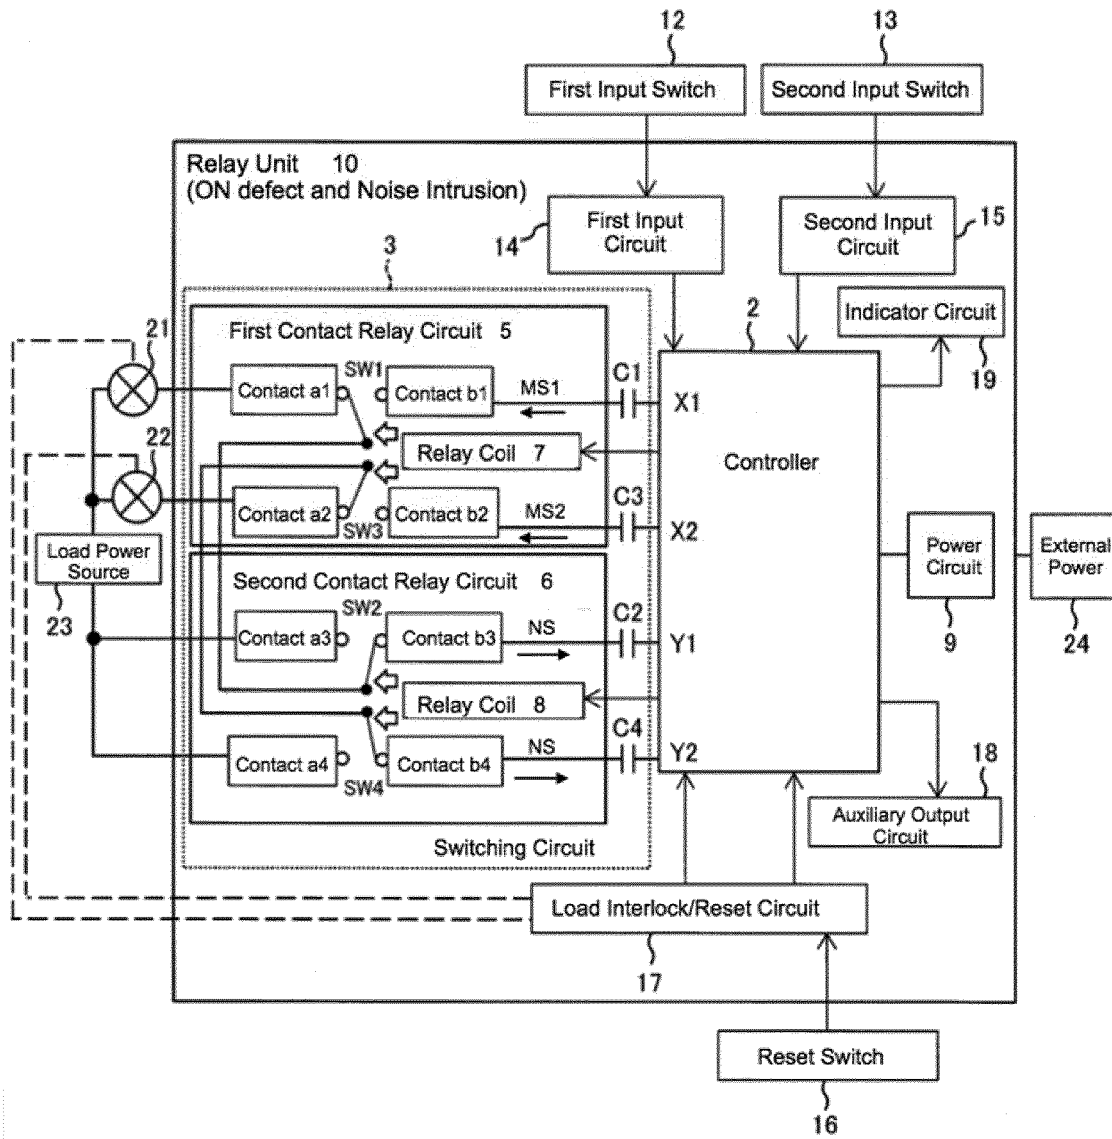 12
13
First Input Switch
Second Input Switch
Relay Unit 10
(ON defect and Noise Intrusion)
14
First Input
Circuit
Second Input
Circuit
15
3
2
Indicator Circuit
19
21
First Contact Relay Circuit 5
Contact a1
SW1
Contact b1
MS1
C1
X1
22
Relay Coil 7
Controller
Contact a2
SW3
Contact b2
MS2
C3
X2
Load Power
Source
23
Power
Circuit
9
External
Power
24
Second Contact Relay Circuit 6
SW2
Contact a3
Contact b3
NS
C2
Y1
Relay Coil 8
Contact a4
SW4
Contact b4
NS
C4
Y2
18
Auxiliary Output
Circuit
Switching Circuit
Load Interlock/Reset Circuit
17
Reset Switch
16